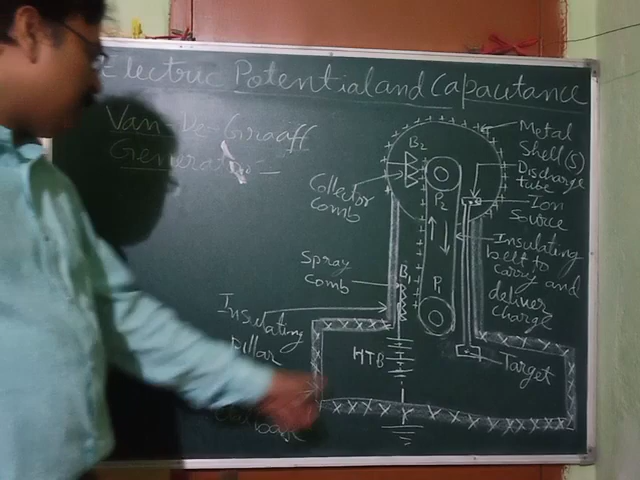 Electric Potential and Capacitance
Van-De-Graaff
Generator:-
Metal
Shell(S)
Discharge
tube
Ion
Source
Insulating
belt to
carry and
deliver
charge
Target
Collector
Comb
B2
P2
Spray
comb
B1
P1
Insulating
Pillar
HTB